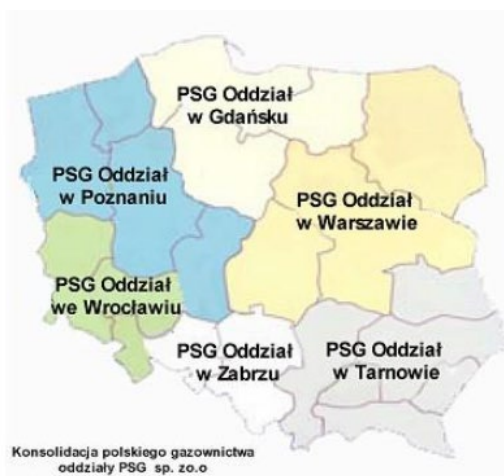 PSG Oddział
w Gdańsku
PSG Oddział
w Poznaniu
PSG Oddział
w Warszawie
PSG Oddział
we Wrocławiu
PSG Oddział
w Zabrzu
PSG Oddział
w Tarnowie
Konsolidacja polskiego gazownictwa
oddziały PSG sp. zo.o